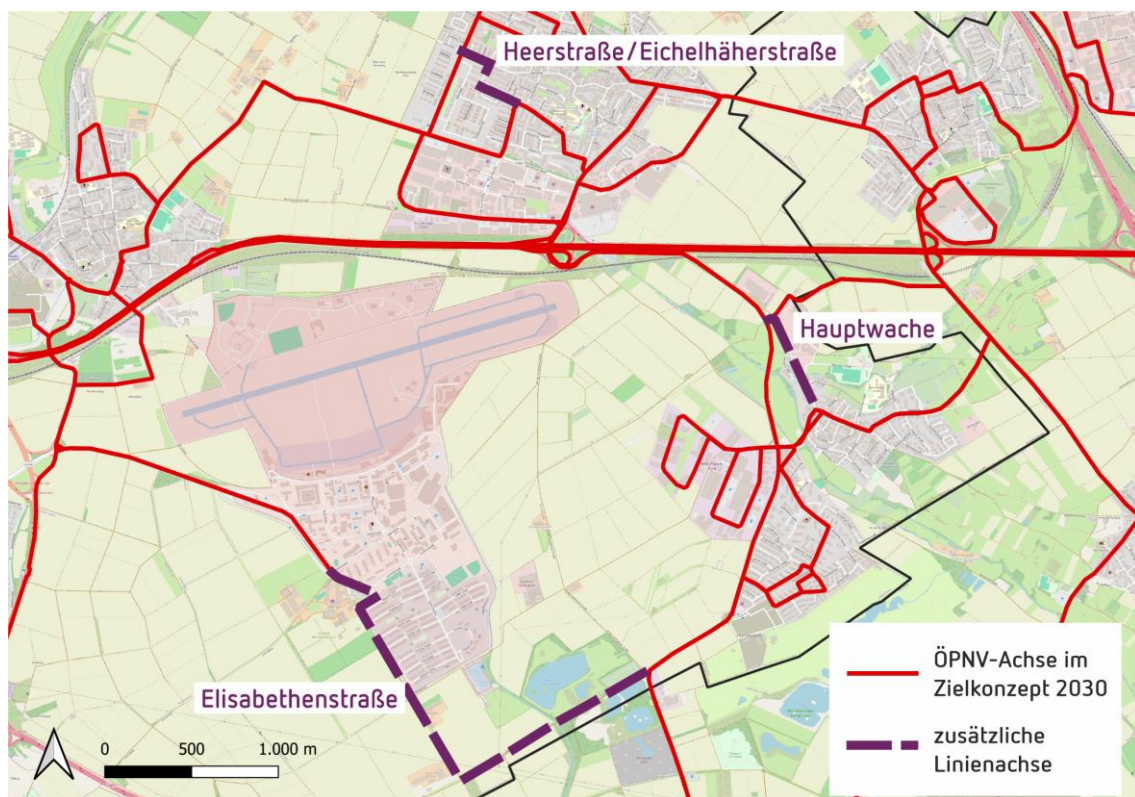 Heerstraße/Eichelhäherstraße
Hauptwache
Elisabethenstraße
0 500 1.000 m
ÖPNV-Achse im
Zielkonzept 2030
zusätzliche
Linienachse